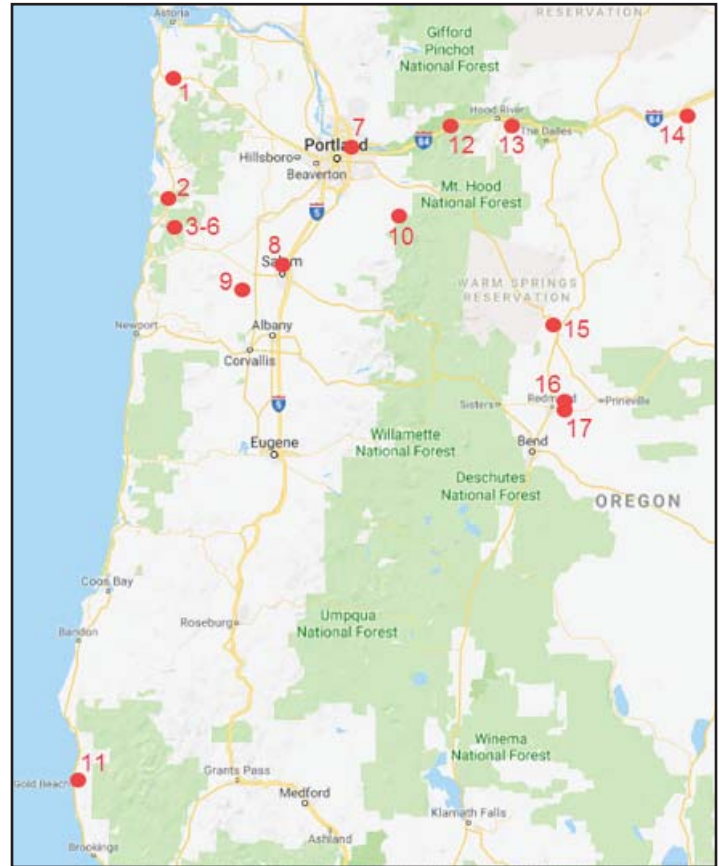 RESERVATION
Astoria
Gifford
Pinchot
National Forest
1
7
Hood River
84
14
Portland
Hillsboro
84
12
13
The Dalles
Beaverton
Mt. Hood
National Forest
2
5
3-6
10
8
Salem
9
WARM SPRINGS
RESERVATION
Newport
Albany
15
Corvallis
16
5
Sisters
Redmond
Prineville
17
Eugene
Willamette
National Forest
Bend
Deschutes
National Forest
OREGON
Coos Bay
Umpqua
National Forest
Roseburg
Bandon
Winema
National Forest
11
Gold Beach
Grants Pass
Medford
Klamath Falls
Ashland
Brookings